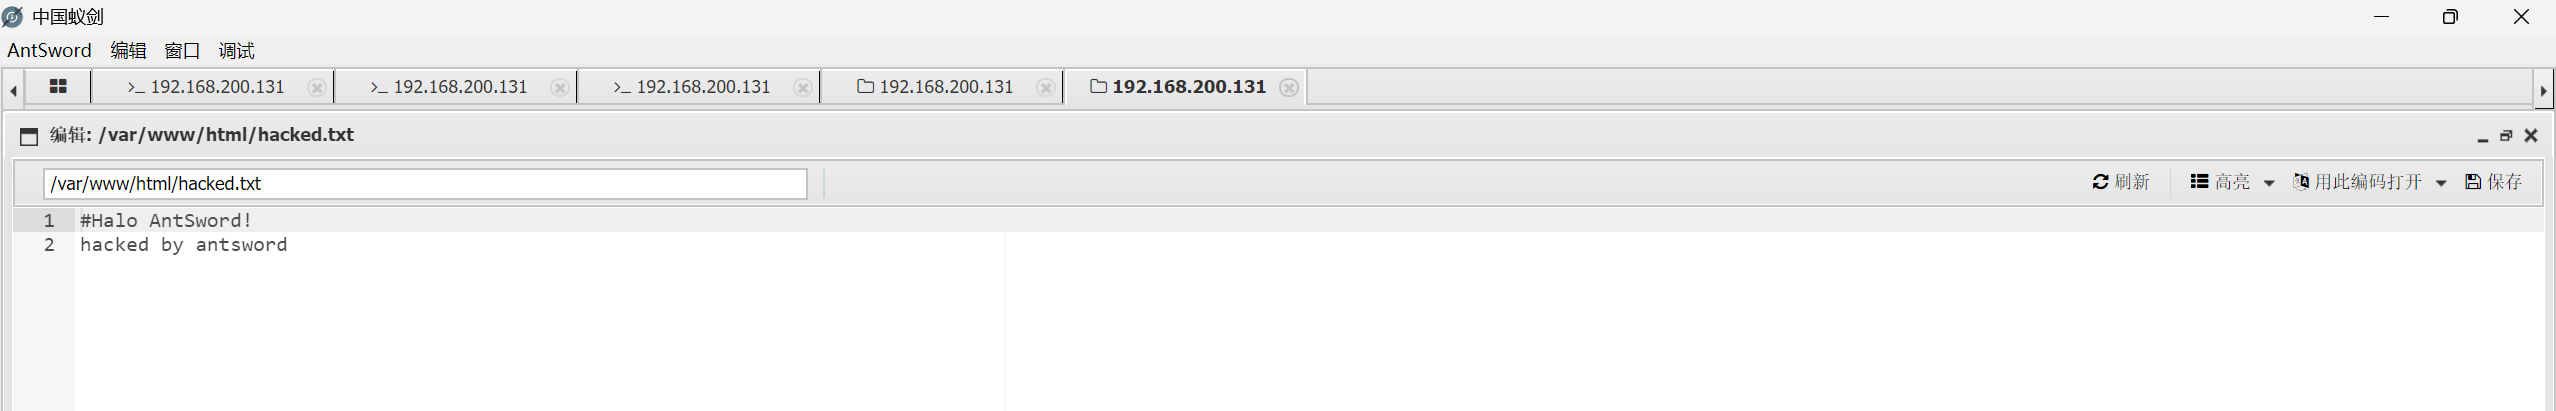 中国蚁剑
AntSword 编辑 窗口 调试
>_ 192.168.200.131 >_ 192.168.200.131 >_ 192.168.200.131 192.168.200.131 192.168.200.131
编辑: /var/www/html/hacked.txt
/var/www/html/hacked.txt 刷新 高亮 用此编码打开 保存
1 #Halo AntSword!
2 hacked by antsword